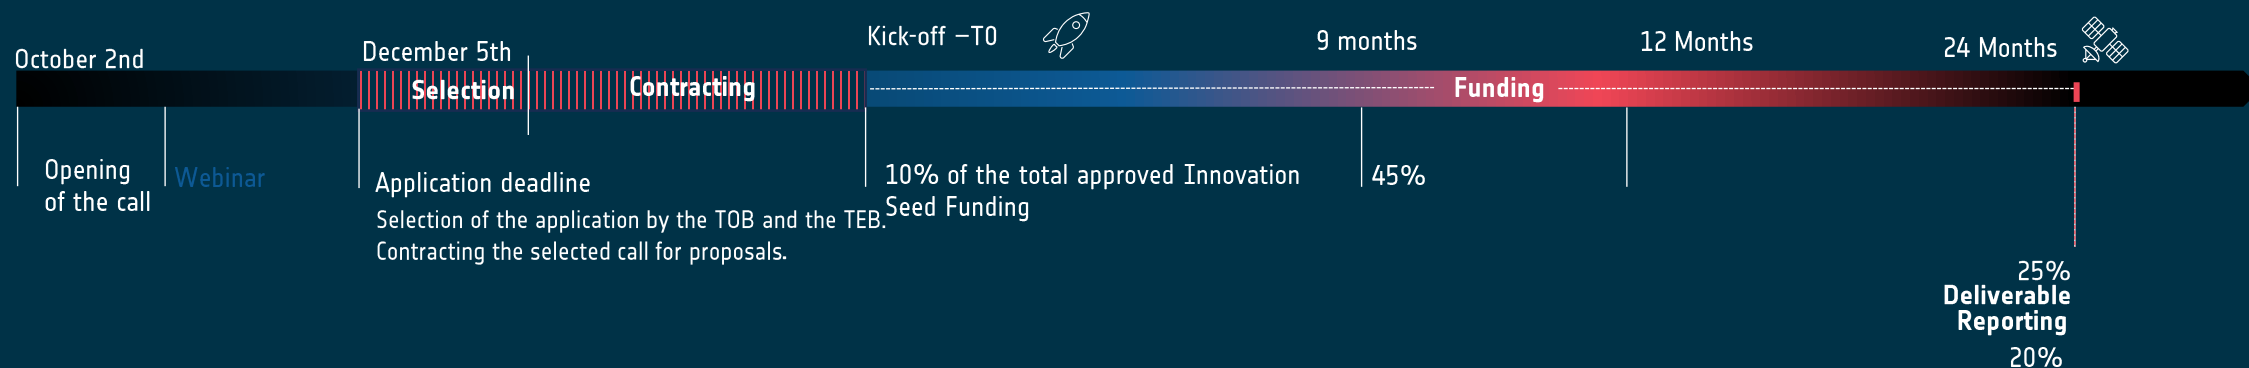 October 2nd
December 5th
Kick-off –T0
9 months
12 Months
24 Months
Selection
Contracting
Funding
Opening
of the call
Webinar
Application deadline
Selection of the application by the TOB and the TEB.
Contracting the selected call for proposals.
10% of the total approved Innovation
Seed Funding
45%
25%
Deliverable
Reporting
20%